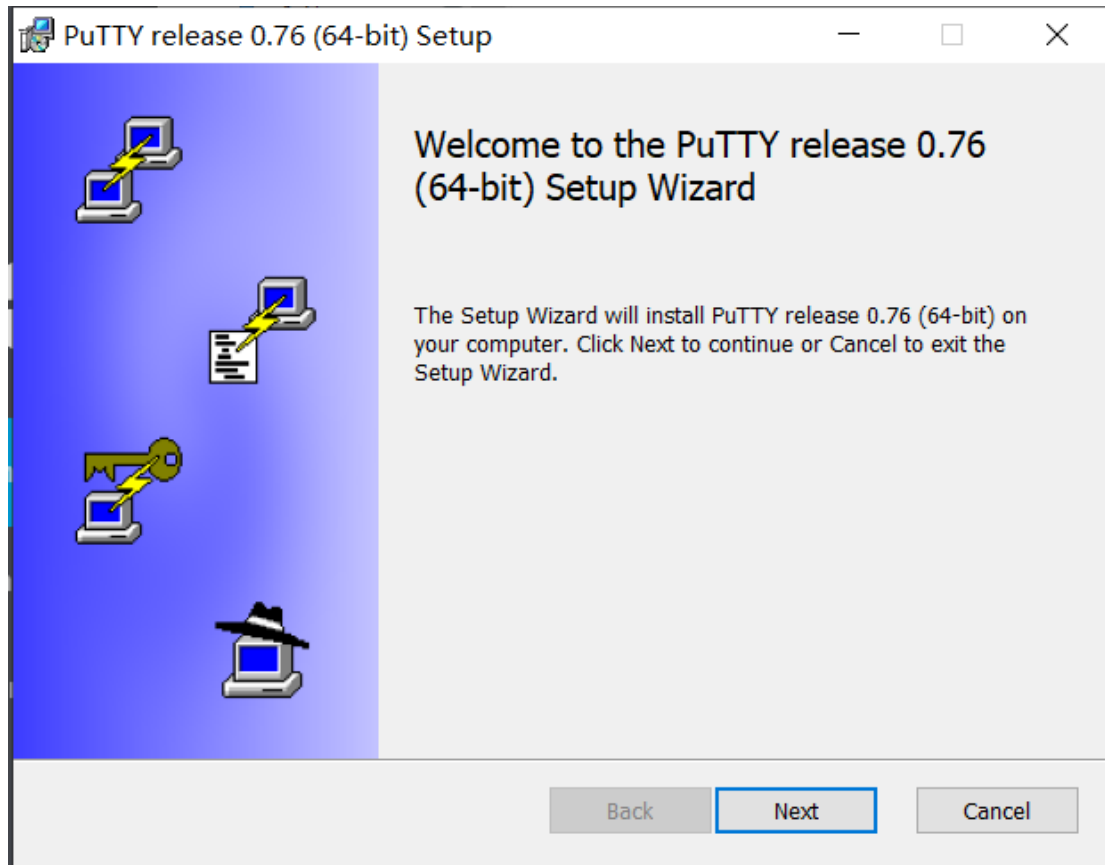 PuTTY release 0.76 (64-bit) Setup
Welcome to the PuTTY release 0.76
(64-bit) Setup Wizard
The Setup Wizard will install PuTTY release 0.76 (64-bit) on
your computer. Click Next to continue or Cancel to exit the
Setup Wizard.
Back
Next
Cancel